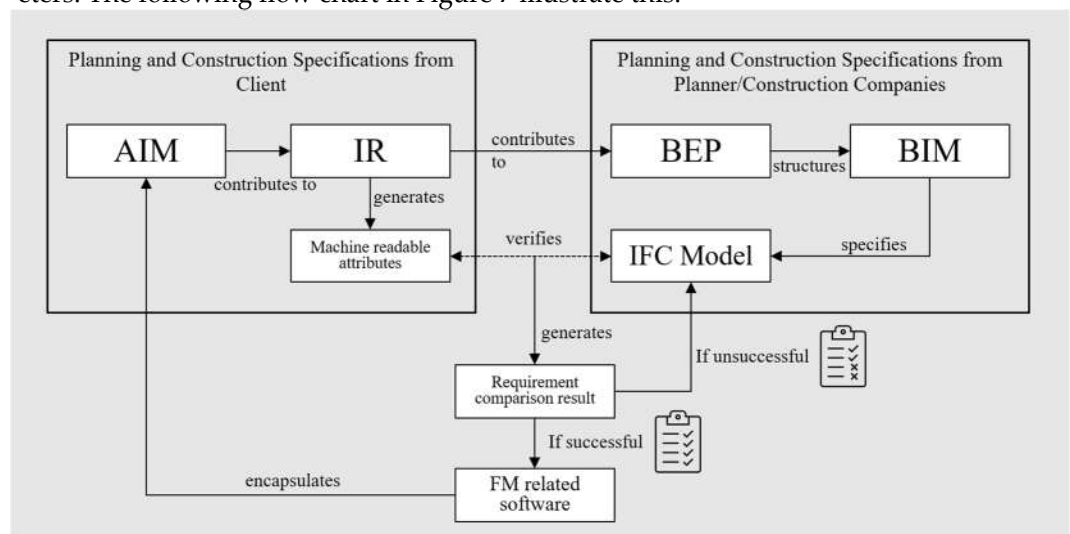 eters. The following flow chart in Figure 7 illustrate this.
Planning and Construction Specifications from
Client
Planning and Construction Specifications from
Planner/Construction Companies
AIM
contributes to
IR
contributes
to
BEP
structures
BIM
generates
Machine readable
attributes
verifies
IFC Model
specifies
generates
Requirement
comparison result
If unsuccessful
If successful
FM related
software
encapsulates